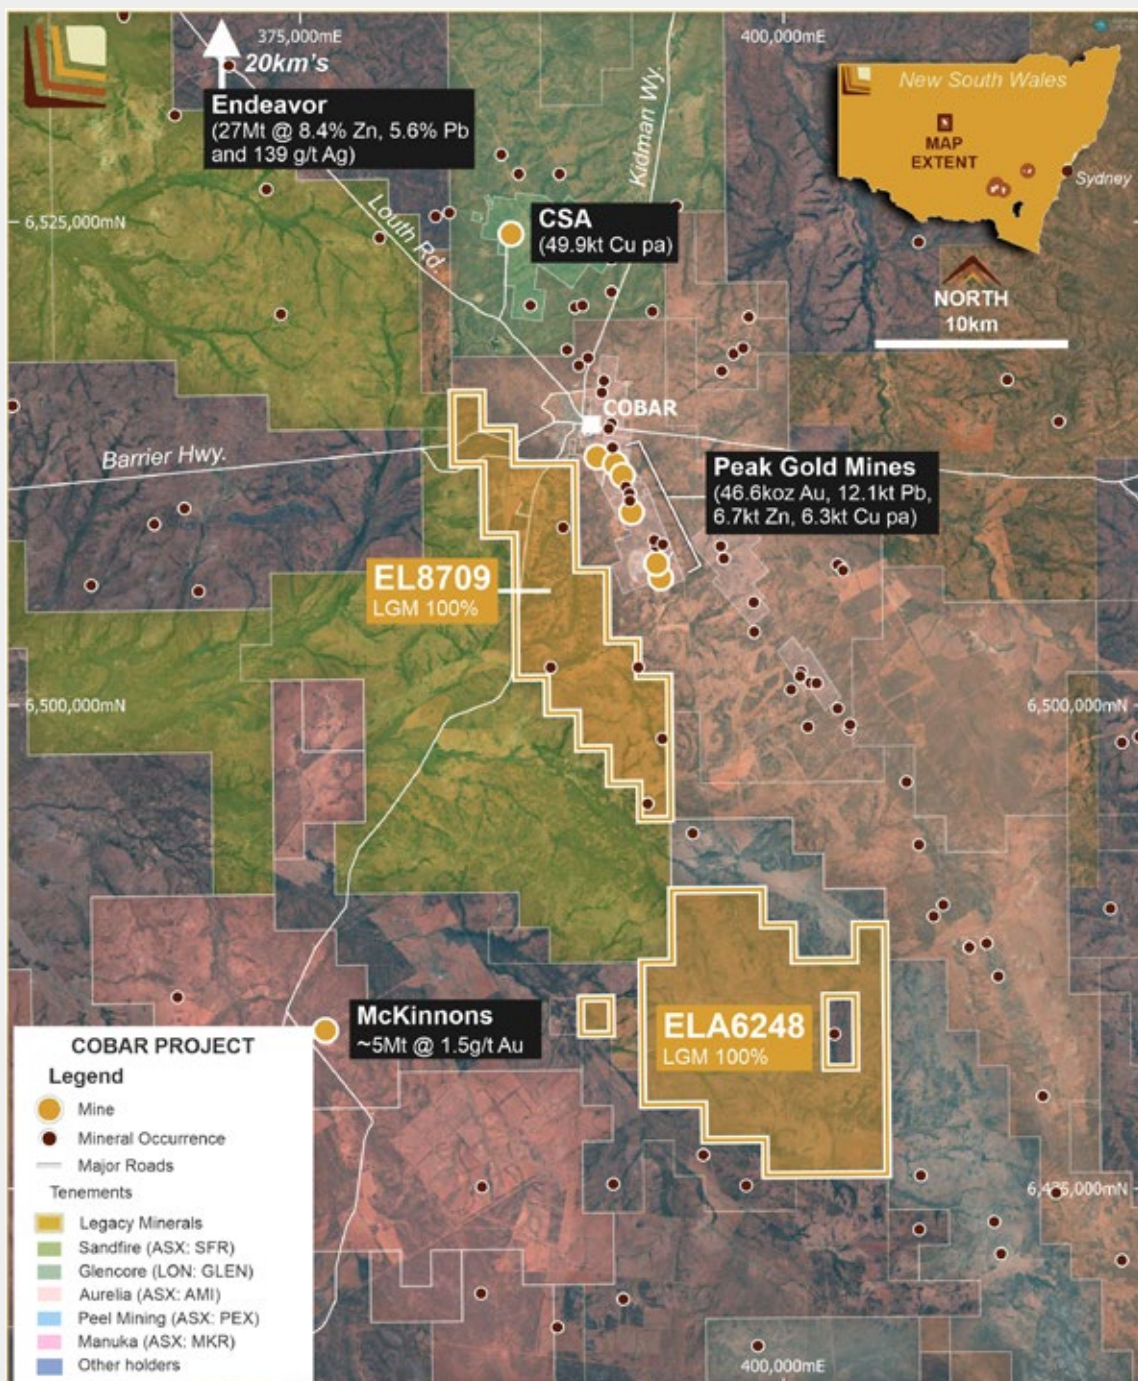 375,000mE
400,000mE
20km's
Endeavor
(27Mt @ 8.4% Zn, 5.6% Pb
and 139 g/t Ag)
Kidman Wy.
New South Wales
MAP
EXTENT
Sydney
6,525,000mN
Louth Rd.
CSA
(49.9kt Cu pa)
NORTH
10km
COBAR
Barrier Hwy.
Peak Gold Mines
(46.6koz Au, 12.1kt Pb,
6.7kt Zn, 6.3kt Cu pa)
EL8709
LGM 100%
6,500,000mN
6,500,000mN
McKinnons
~5Mt @ 1.5g/t Au
ELA6248
LGM 100%
COBAR PROJECT
Legend
Mine
Mineral Occurrence
Major Roads
Tenements
Legacy Minerals
Sandfire (ASX: SFR)
Glencore (LON: GLEN)
Aurelia (ASX: AMI)
Peel Mining (ASX: PEX)
Manuka (ASX: MKR)
Other holders
6,475,000mN
400,000mE